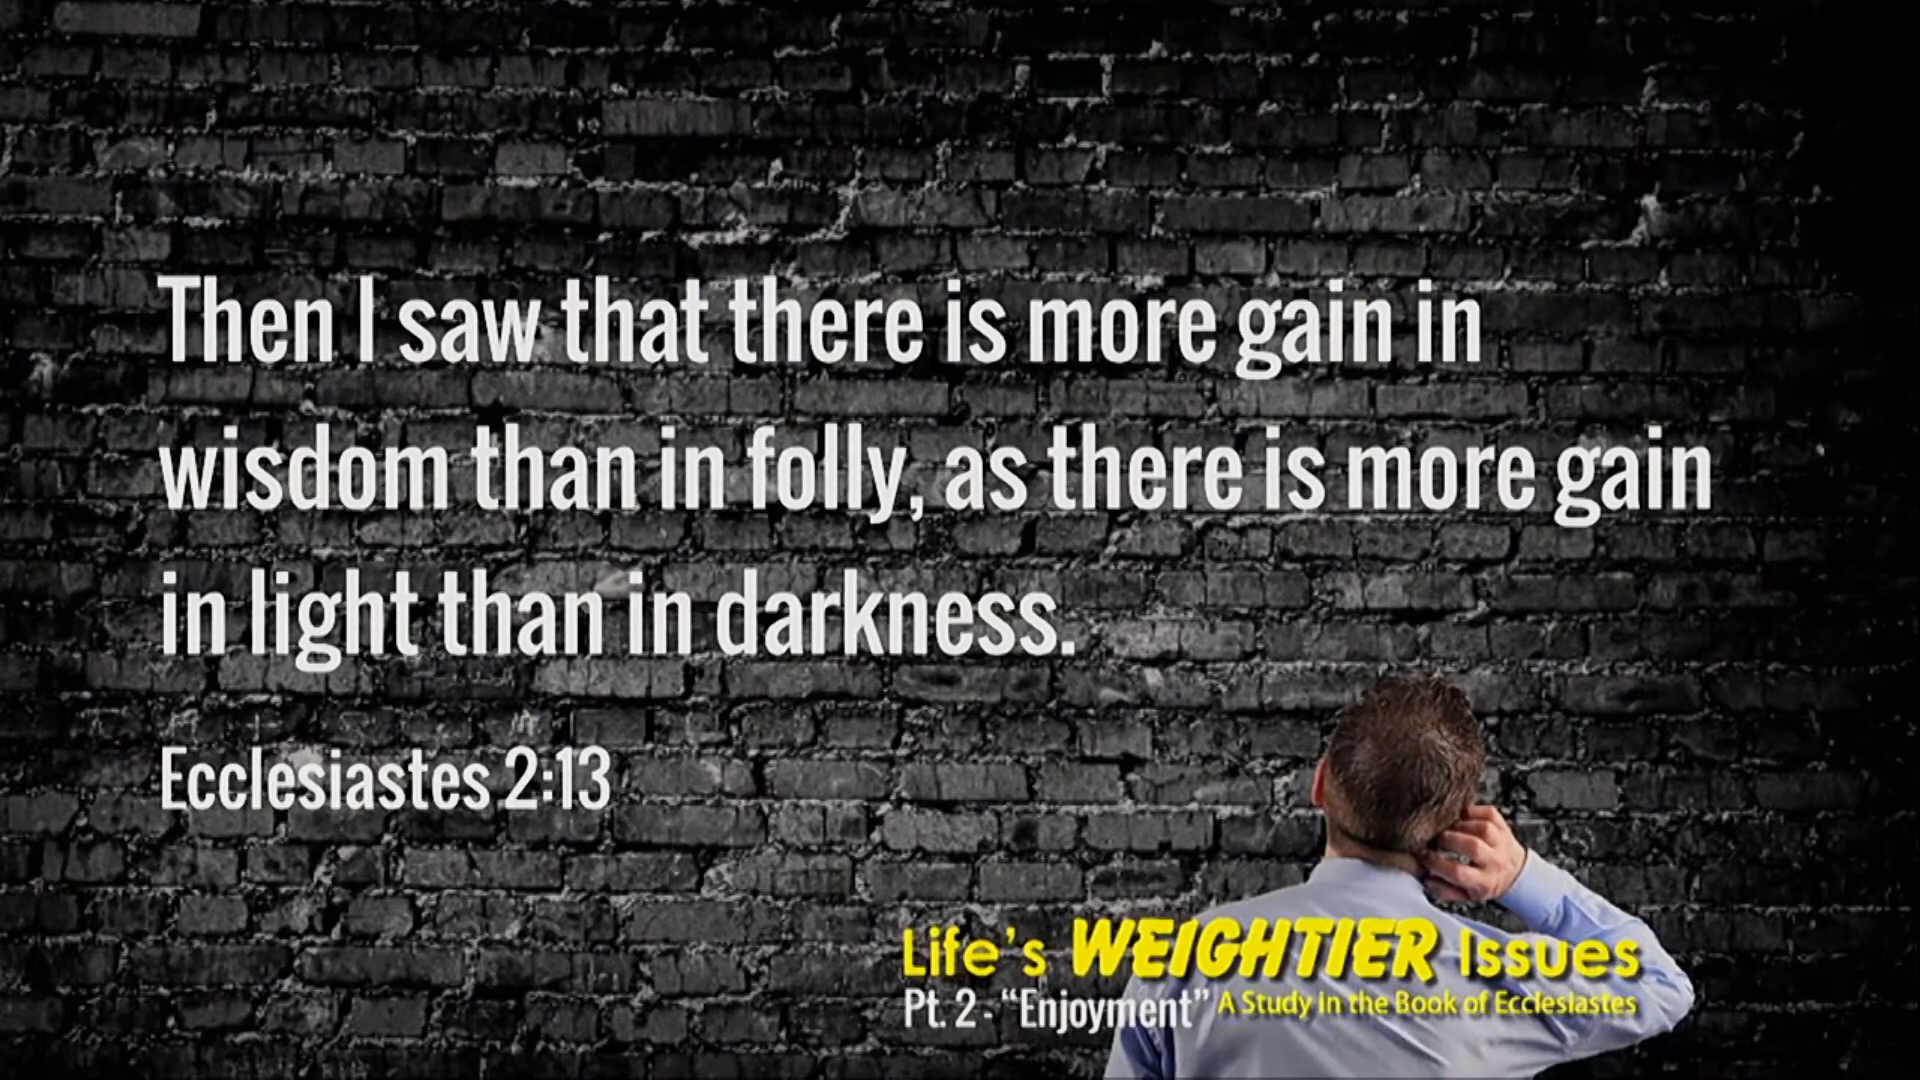 Then I saw that there is more gain in
wisdom than in folly, as there is more gain
in light than in darkness.
Ecclesiastes 2:13
Life's WEIGHTIER Issues
Pt. 2 - “Enjoyment” A Study in the Book of Ecclesiastes